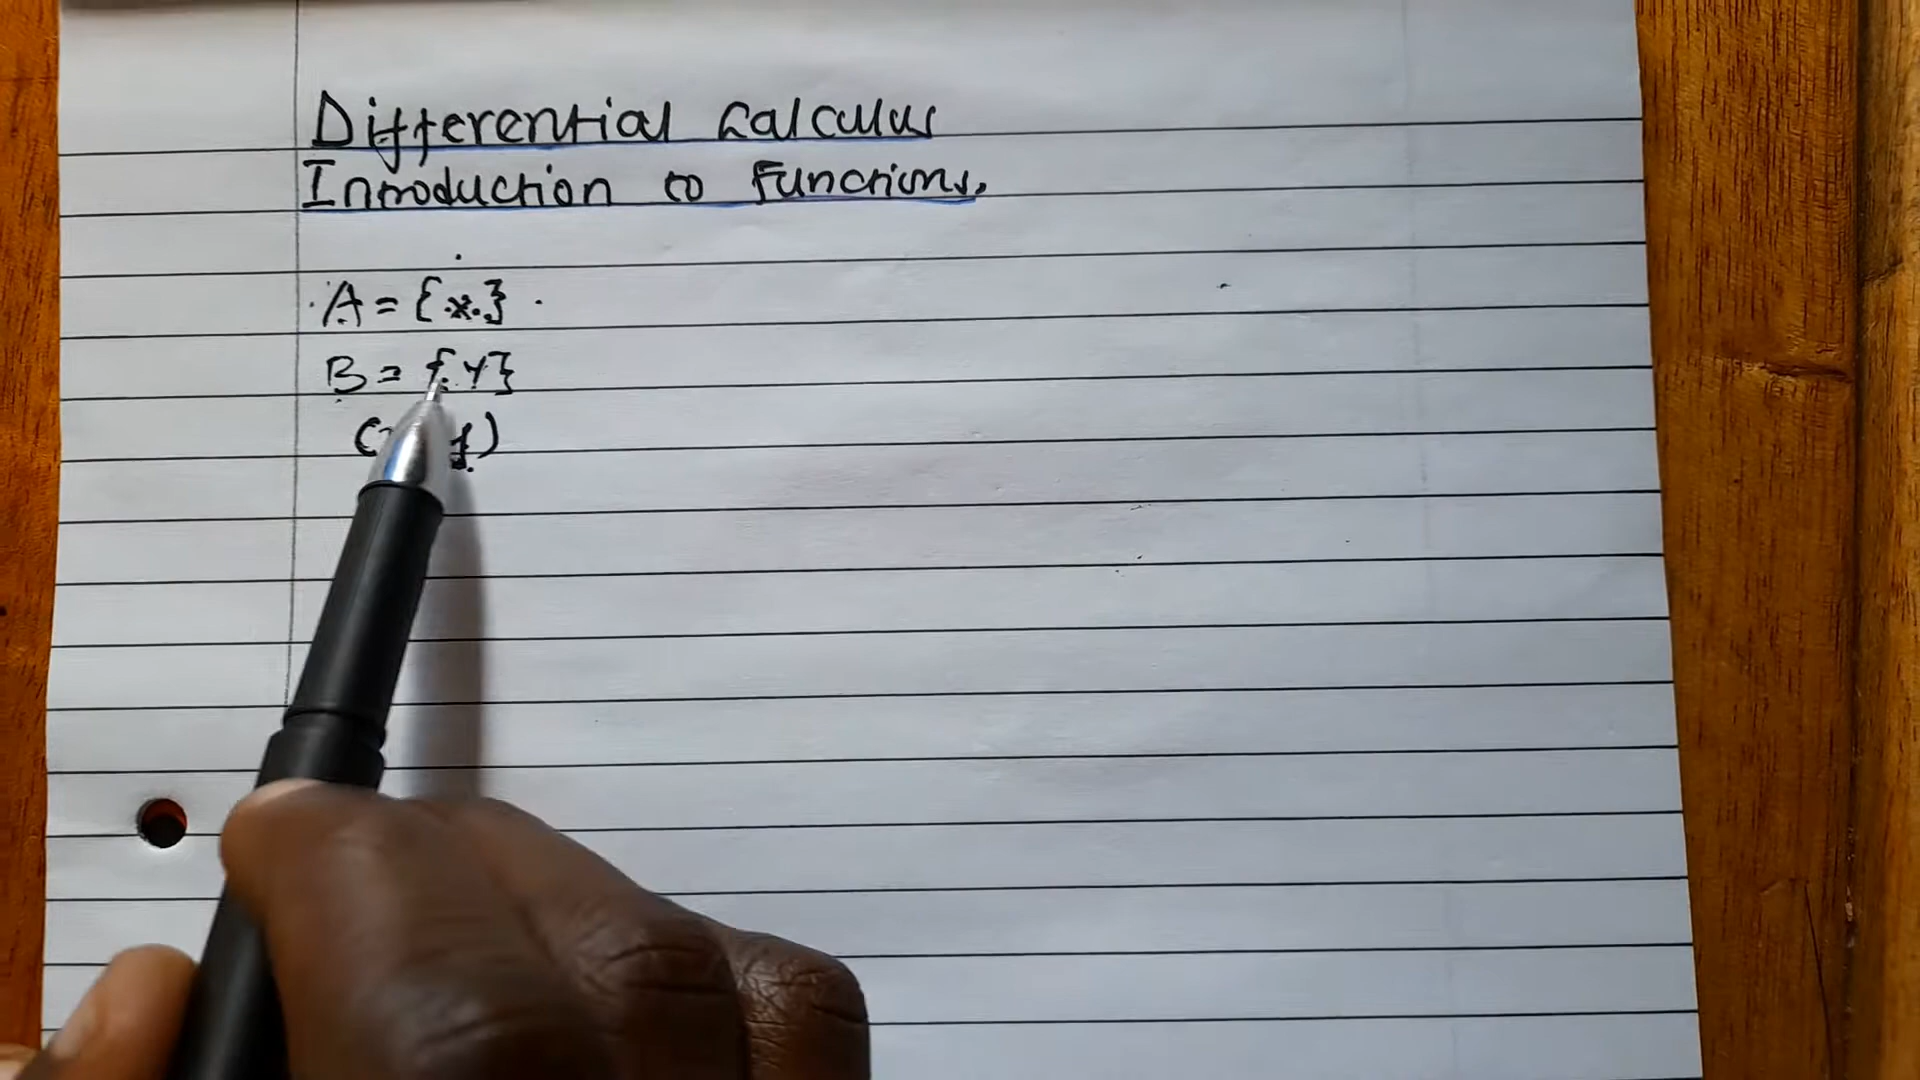 Differential Calculus
Introduction to Functions.
A = {x.}
B = {Y}